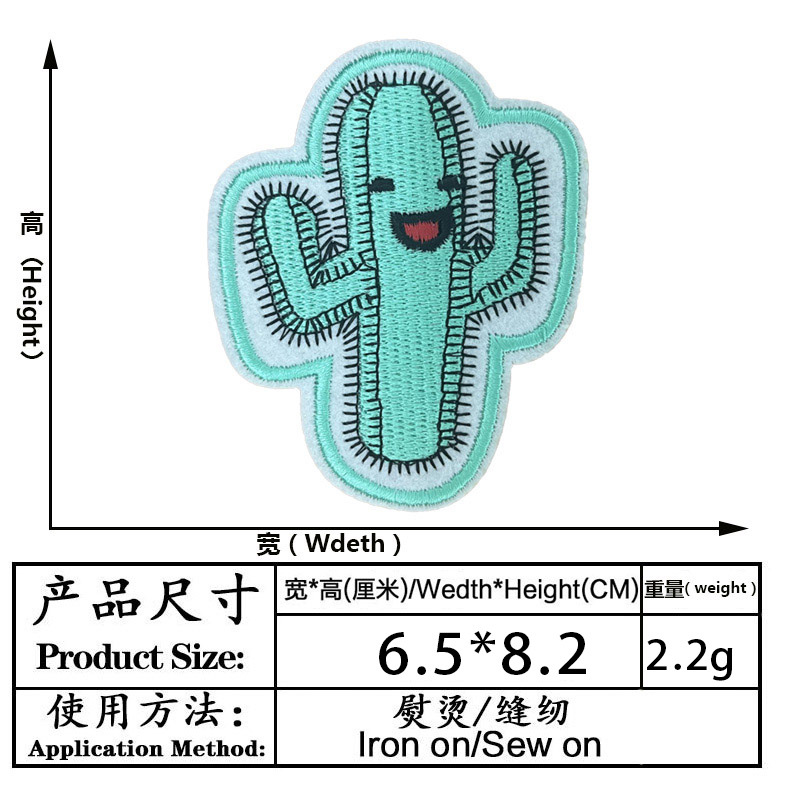 高（Height）
宽（Wdeth）
产品尺寸
Product Size:
宽*高(厘米)/Wedth*Height(CM)
重量( weight )
6.5*8.2
2.2g
使用方法：
Application Method:
熨烫/缝纫
Iron on/Sew on